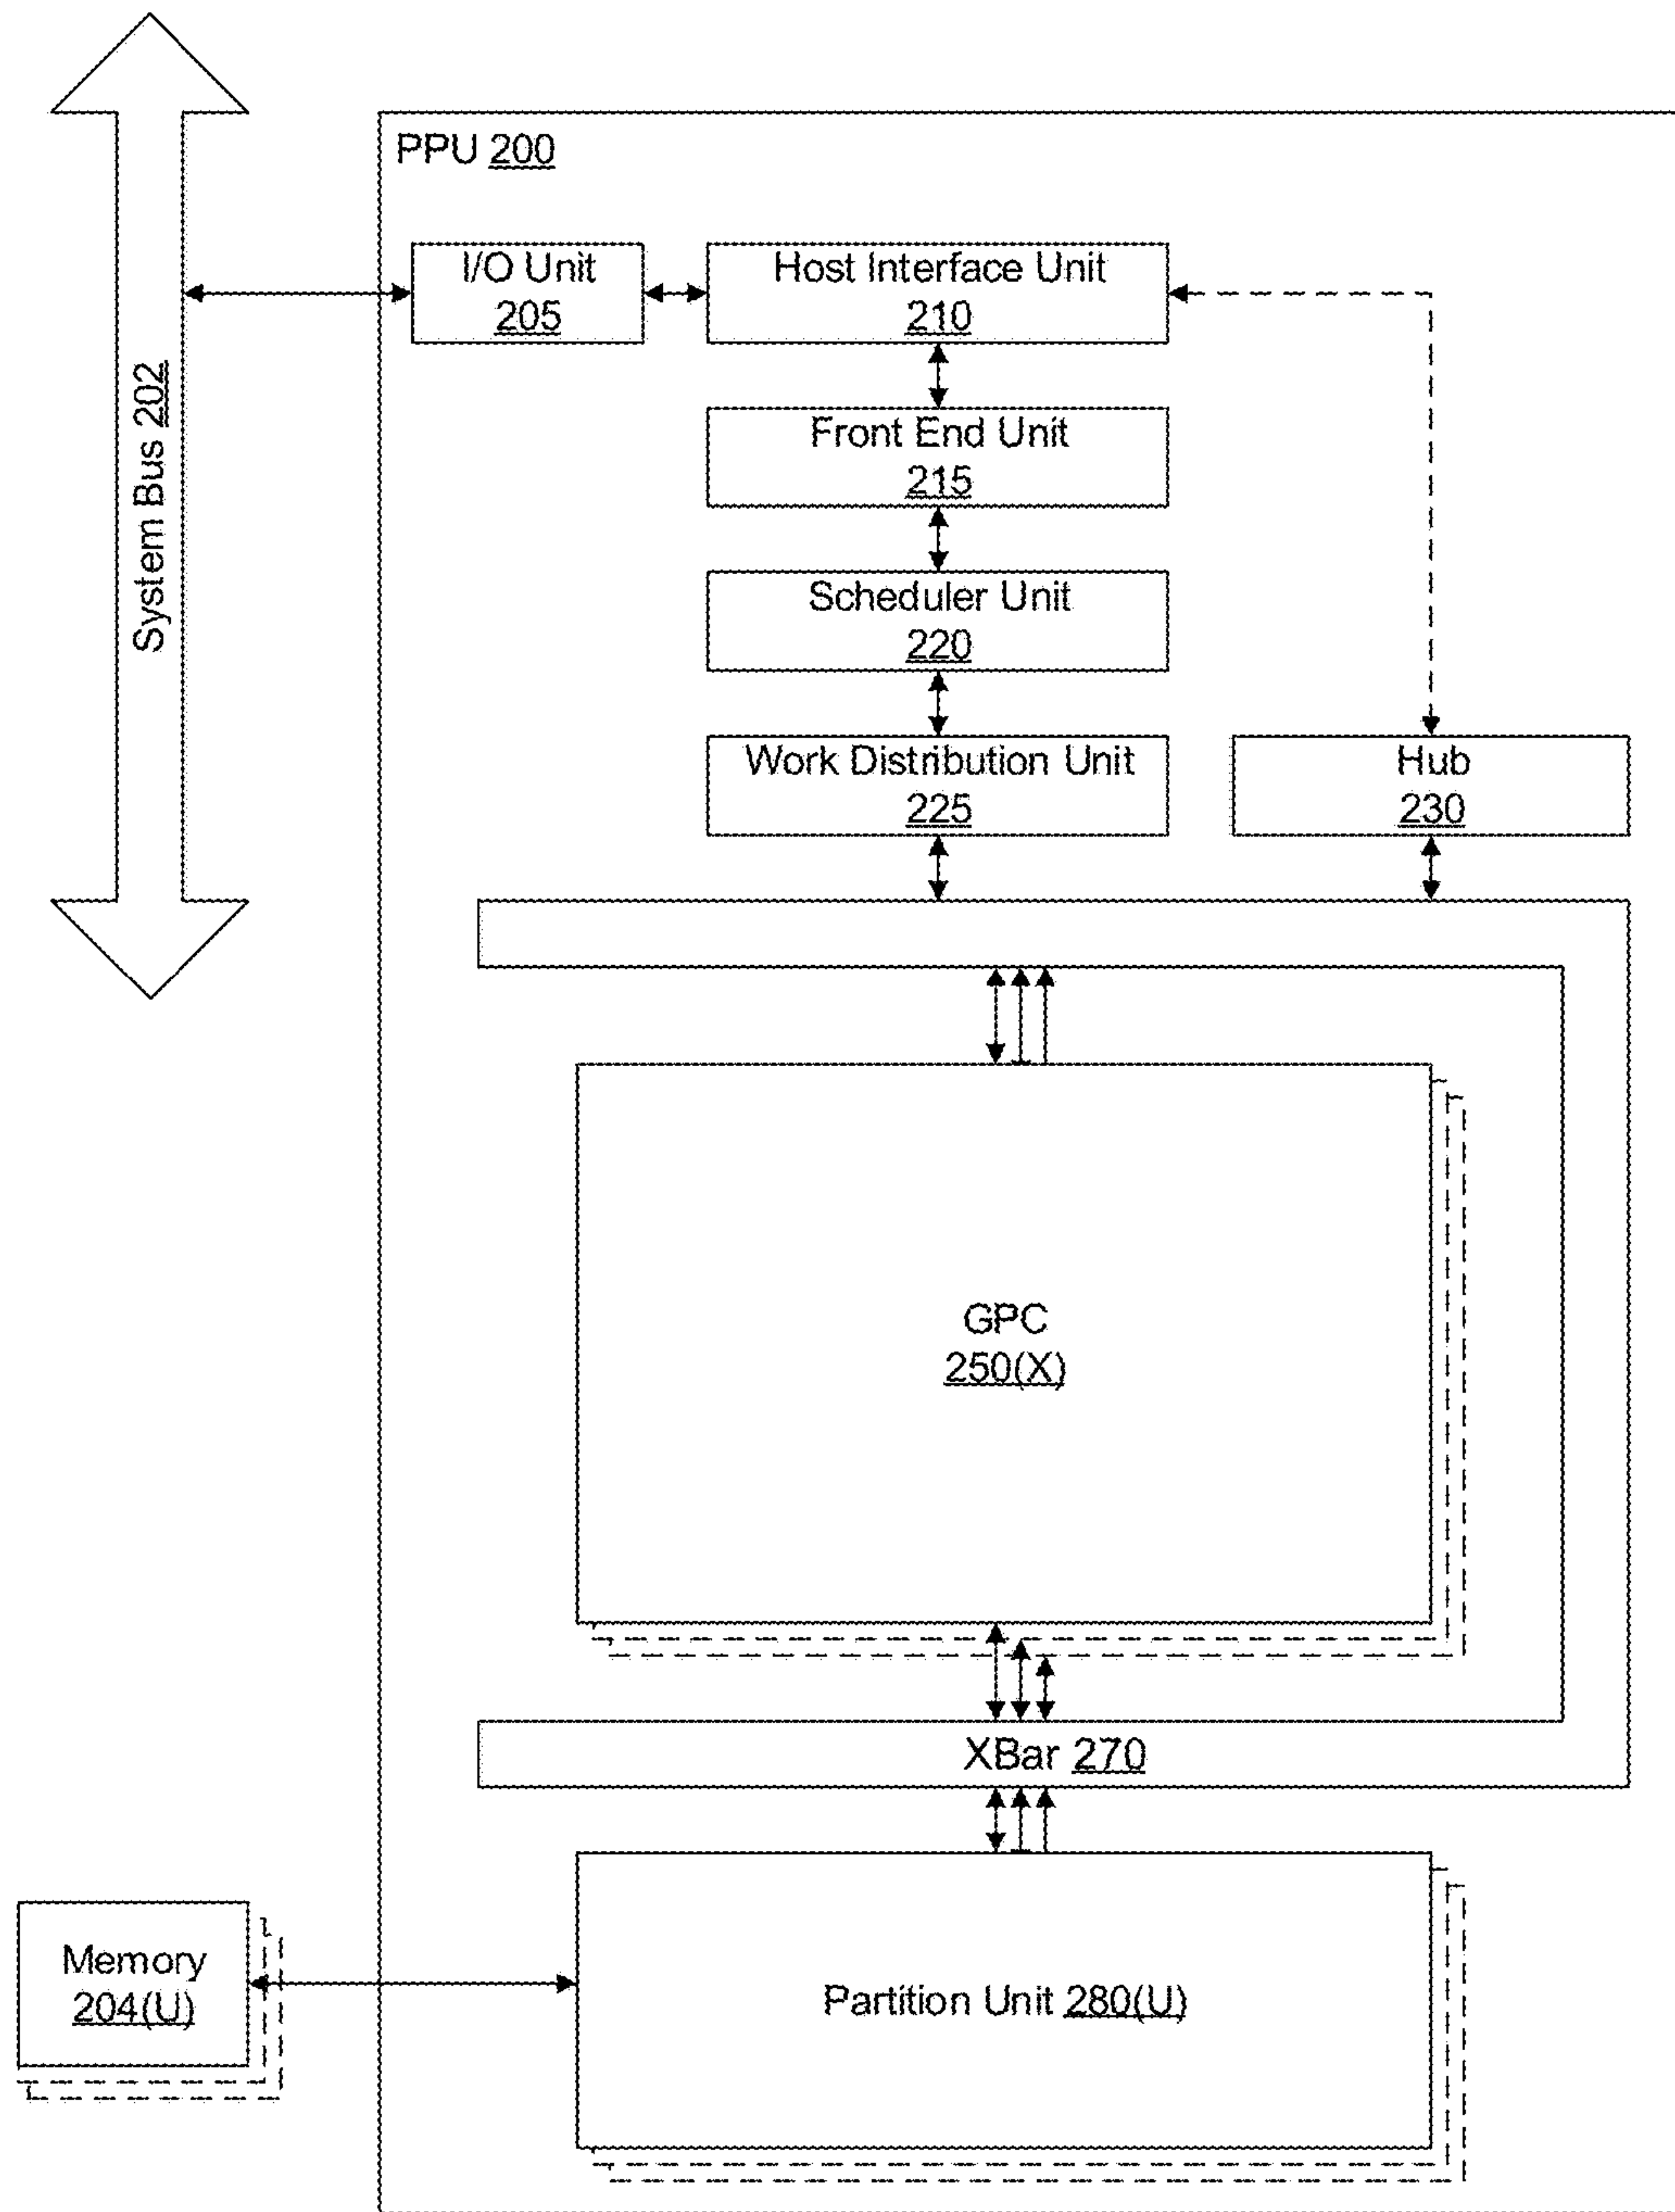 PPU 200
I/O Unit
205
Host Interface Unit
210
System Bus 202
Front End Unit
215
Scheduler Unit
220
Work Distribution Unit
225
Hub
230
GPC
250(X)
XBar 270
Memory
204(U)
Partition Unit 280(U)